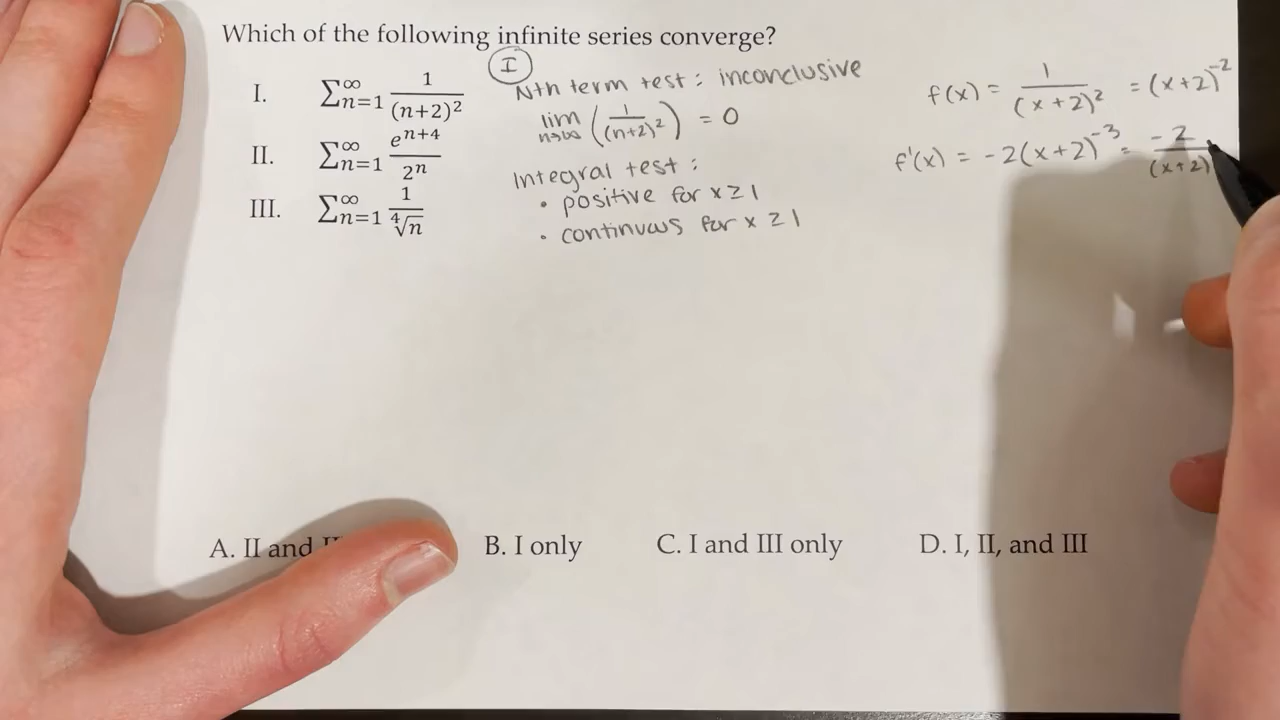 Which of the following infinite series converge?
I. ∑_{n=1}^{∞} 1/(n+2)²
II. ∑_{n=1}^{∞} e^{n+4}/2ⁿ
III. ∑_{n=1}^{∞} 1/∜n
I
Nth term test: inconclusive
lim n→∞ (1/(n+2)²) = 0
Integral test:
• positive for x ≥ 1
• continuous for x ≥ 1
f(x) = 1/(x+2)² = (x+2)⁻²
f'(x) = -2(x+2)⁻³ = -2/(x+2)
A. II and
B. I only
C. I and III only
D. I, II, and III